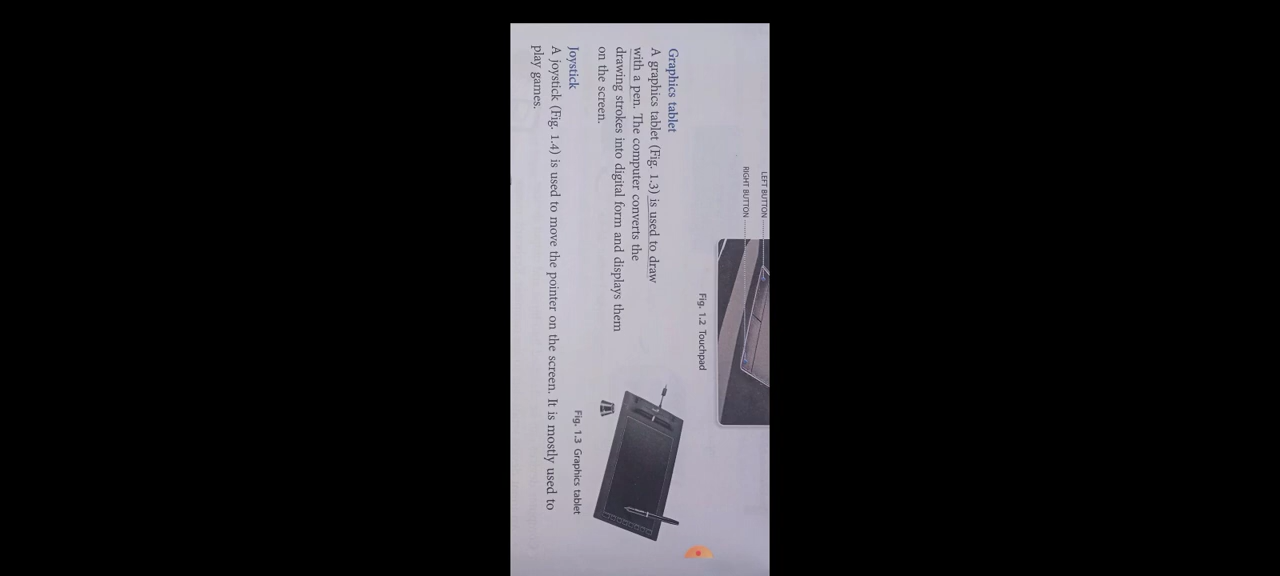 LEFT BUTTON
RIGHT BUTTON
Fig. 1.2 Touchpad
Graphics tablet
A graphics tablet (Fig. 1.3) is used to draw
with a pen. The computer converts the
drawing strokes into digital form and displays them
on the screen.
Fig. 1.3 Graphics tablet
Joystick
A joystick (Fig. 1.4) is used to move the pointer on the screen. It is mostly used to
play games.